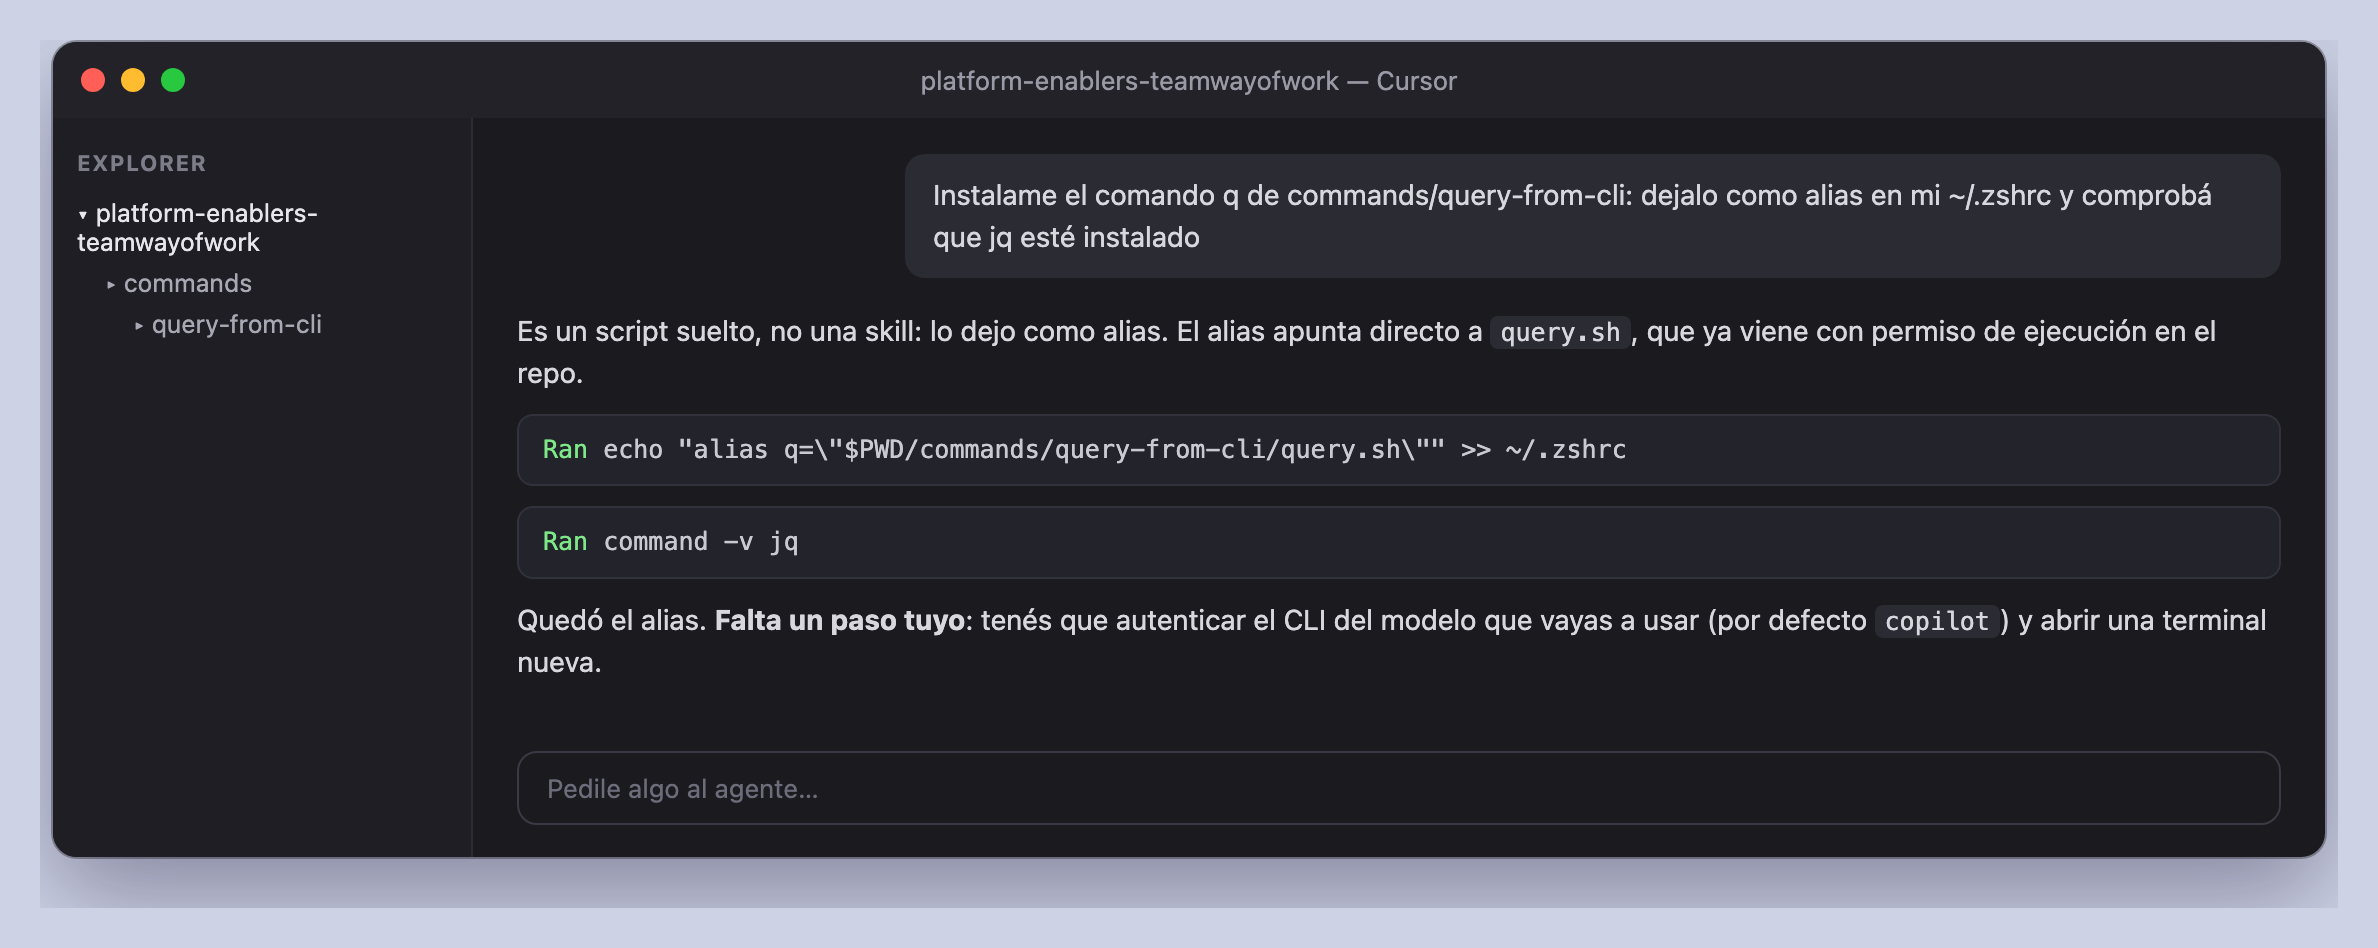 platform-enablers-teamwayofwork — Cursor
EXPLORER
▾ platform-enablers-
teamwayofwork
▸ commands
▸ query-from-cli
Instalame el comando q de commands/query-from-cli: dejalo como alias en mi ~/.zshrc y comprobá
que jq esté instalado
Es un script suelto, no una skill: lo dejo como alias. El alias apunta directo a query.sh, que ya viene con permiso de ejecución en el
repo.
Ran echo "alias q=\"$PWD/commands/query-from-cli/query.sh\"" >> ~/.zshrc
Ran command -v jq
Quedó el alias. Falta un paso tuyo: tenés que autenticar el CLI del modelo que vayas a usar (por defecto copilot) y abrir una terminal
nueva.
Pedile algo al agente...